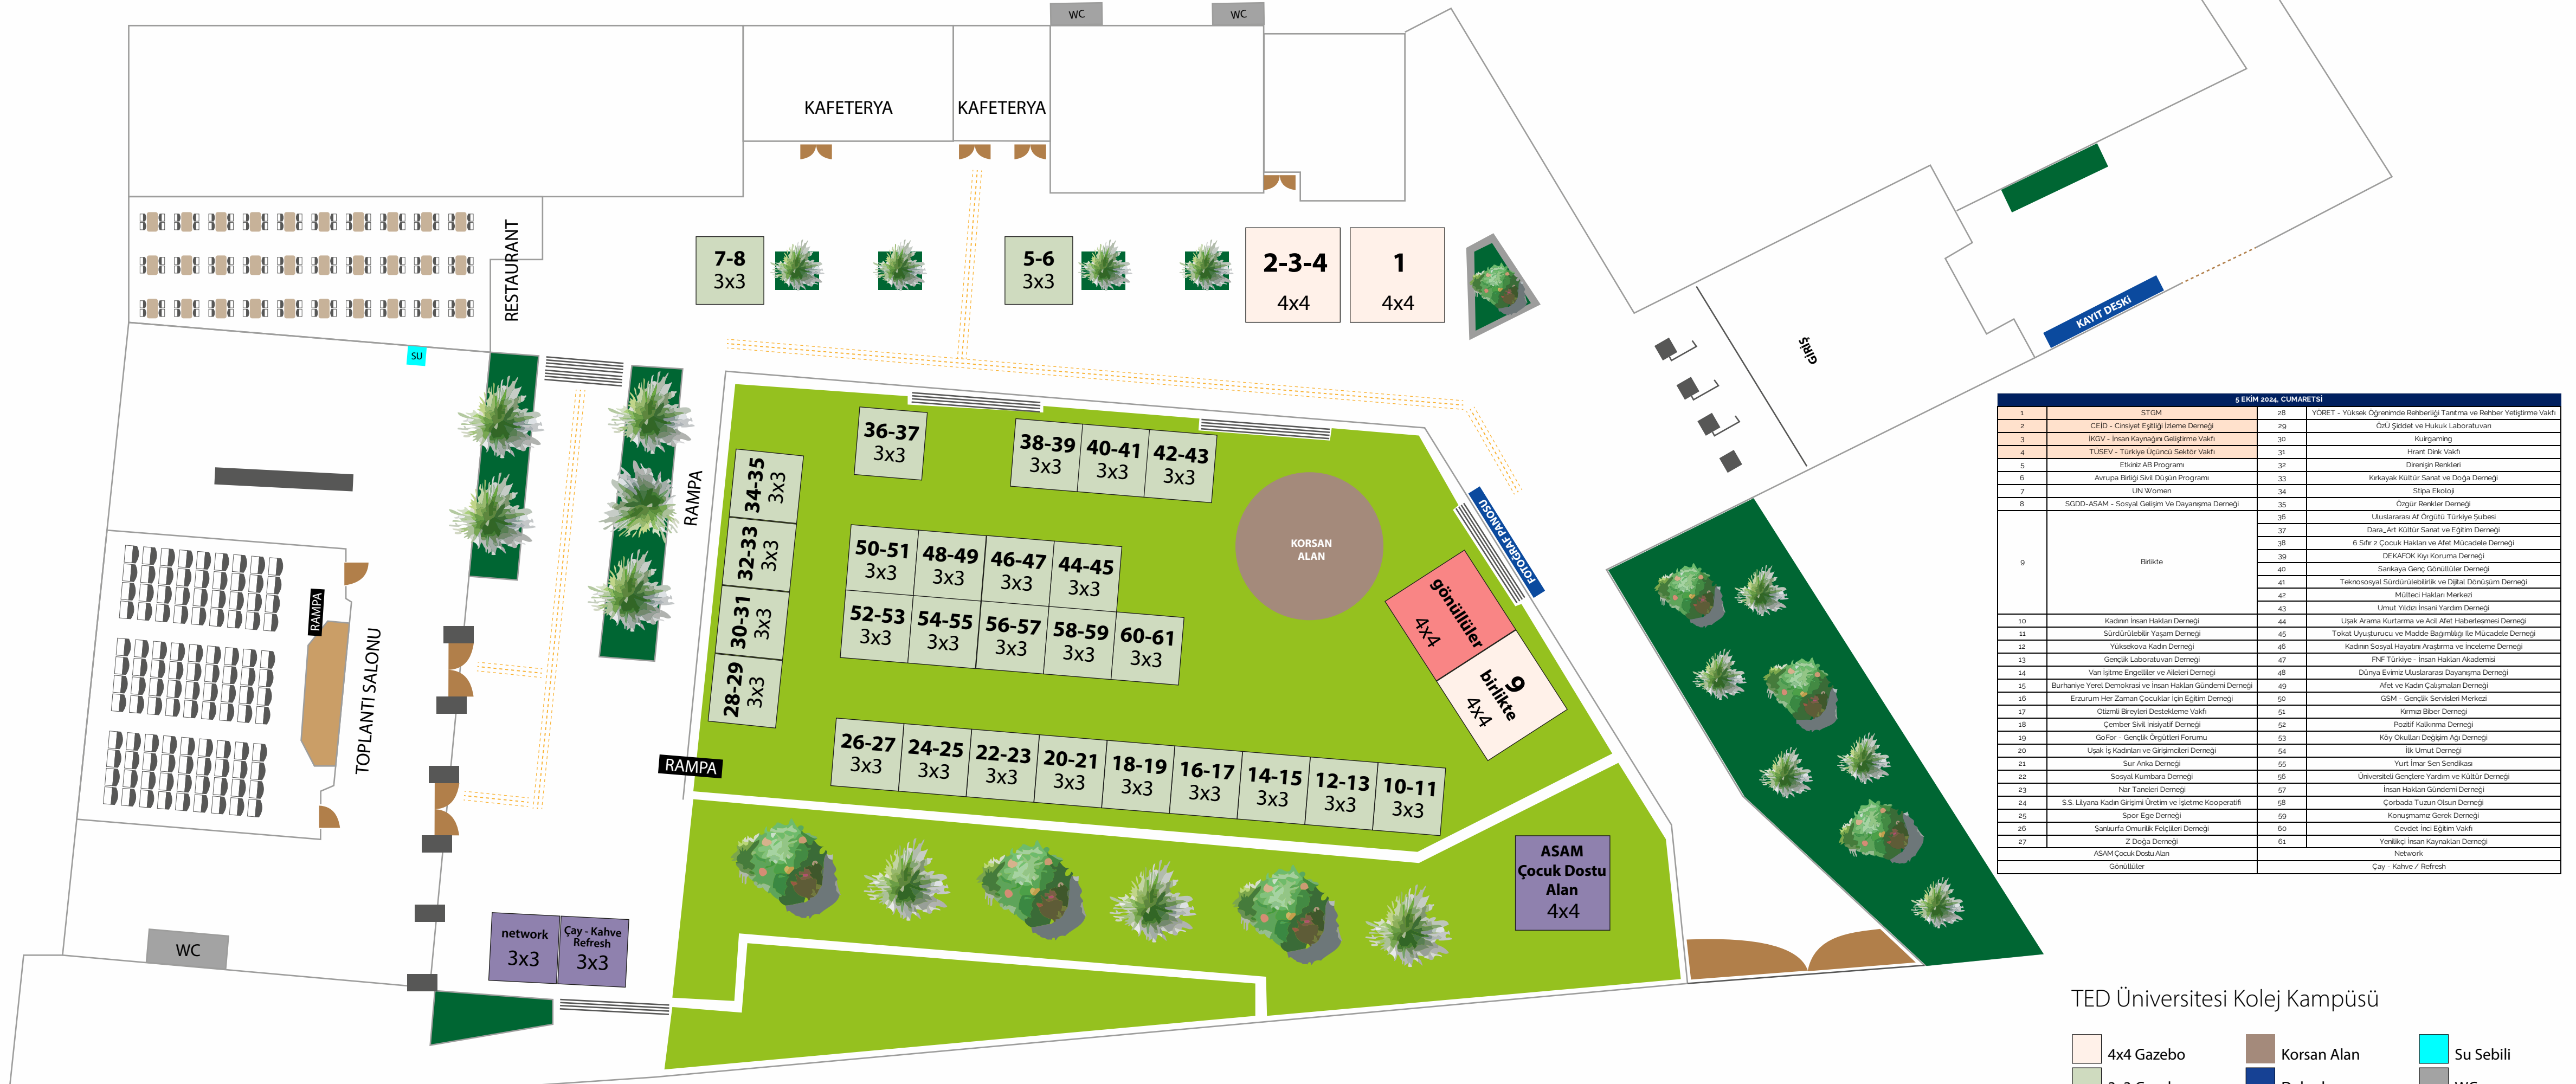 WC
WC
KAFETERYA
KAFETERYA
RESTAURANT
7-8
3x3
5-6
3x3
2-3-4
4x4
1
4x4
GİRİŞ
KAYIT DESKİ
SU
RAMPA
36-37
3x3
38-39
3x3
40-41
3x3
42-43
3x3
34-35
3x3
32-33
3x3
30-31
3x3
28-29
3x3
50-51
3x3
48-49
3x3
46-47
3x3
44-45
3x3
52-53
3x3
54-55
3x3
56-57
3x3
58-59
3x3
60-61
3x3
KORSAN
ALAN
FOTOĞRAF PANOSU
gönüllüler
4x4
9
birlikte
4x4
RAMPA
TOPLANTI SALONU
RAMPA
26-27
3x3
24-25
3x3
22-23
3x3
20-21
3x3
18-19
3x3
16-17
3x3
14-15
3x3
12-13
3x3
10-11
3x3
ASAM
Çocuk Dostu
Alan
4x4
network
3x3
Çay - Kahve
Refresh
3x3
WC
5 EKİM 2024, CUMARETSİ
1 STGM 28 YÖRET - Yüksek Öğrenimde Rehberliği Tanıtma ve Rehber Yetiştirme Vakfı
2 CEID - Cinsiyet Eşitliği İzleme Derneği 29 ÖzÜ Şiddet ve Hukuk Laboratuvarı
3 İKGV - İnsan Kaynağını Geliştirme Vakfı 30 Kuirgaming
4 TÜSEV - Türkiye Üçüncü Sektör Vakfı 31 Hrant Dink Vakfı
5 Etkiniz AB Programı 32 Direnişin Renkleri
6 Avrupa Birliği Sivil Düşün Programı 33 Kırkayak Kültür Sanat ve Doğa Derneği
7 UN Women 34 Stipa Ekoloji
8 SGDD-ASAM - Sosyal Gelişim Ve Dayanışma Derneği 35 Özgür Renkler Derneği
9 Birlikte 36 Uluslararası Af Örgütü Türkiye Şubesi
37 Dara_Art Kültür Sanat ve Eğitim Derneği
38 6 Sıfır 2 Çocuk Hakları ve Afet Mücadele Derneği
39 DEKAFOK Kıyı Koruma Derneği
40 Sarıkaya Genç Gönüllüler Derneği
41 Teknososyal Sürdürülebilirlik ve Dijital Dönüşüm Derneği
42 Mülteci Hakları Merkezi
43 Umut Yıldızı İnsani Yardım Derneği
10 Kadının İnsan Hakları Derneği 44 Uşak Arama Kurtarma ve Acil Afet Haberleşmesi Derneği
11 Sürdürülebilir Yaşam Derneği 45 Tokat Uyuşturucu ve Madde Bağımlılığı Ile Mücadele Derneği
12 Yüksekova Kadın Derneği 46 Kadının Sosyal Hayatını Araştırma ve İnceleme Derneği
13 Gençlik Laboratuvarı Derneği 47 FNF Türkiye - İnsan Hakları Akademisi
14 Van İşitme Engelliler ve Aileleri Derneği 48 Dünya Evimiz Uluslararası Dayanışma Derneği
15 Burhaniye Yerel Demokrasi ve İnsan Hakları Gündemi Derneği 49 Afet ve Kadın Çalışmaları Derneği
16 Erzurum Her Zaman Çocuklar İçin Eğitim Derneği 50 GSM - Gençlik Servisleri Merkezi
17 Otizmli Bireyleri Destekleme Vakfı 51 Kırmızı Biber Derneği
18 Çember Sivil İnisiyatif Derneği 52 Pozitif Kalkınma Derneği
19 GoFor - Gençlik Örgütleri Forumu 53 Köy Okulları Değişim Ağı Derneği
20 Uşak İş Kadınları ve Girişimcileri Derneği 54 İlk Umut Derneği
21 Sur Anka Derneği 55 Yurt İmar Sen Sendikası
22 Sosyal Kumbara Derneği 56 Üniversiteli Gençlere Yardım ve Kültür Derneği
23 Nar Taneleri Derneği 57 İnsan Hakları Gündemi Derneği
24 S.S. Lilyana Kadın Girişimi Üretim ve İşletme Kooperatifi 58 Çorbada Tuzun Olsun Derneği
25 Spor Ege Derneği 59 Konuşmamız Gerek Derneği
26 Şanlıurfa Omurilik Felçlileri Derneği 60 Cevdet İnci Eğitim Vakfı
27 Z Doğa Derneği 61 Yenilikçi İnsan Kaynakları Derneği
ASAM Çocuk Dostu Alan Network
Gönüllüler Çay - Kahve / Refresh
TED Üniversitesi Kolej Kampüsü
4x4 Gazebo
Korsan Alan
Su Sebili